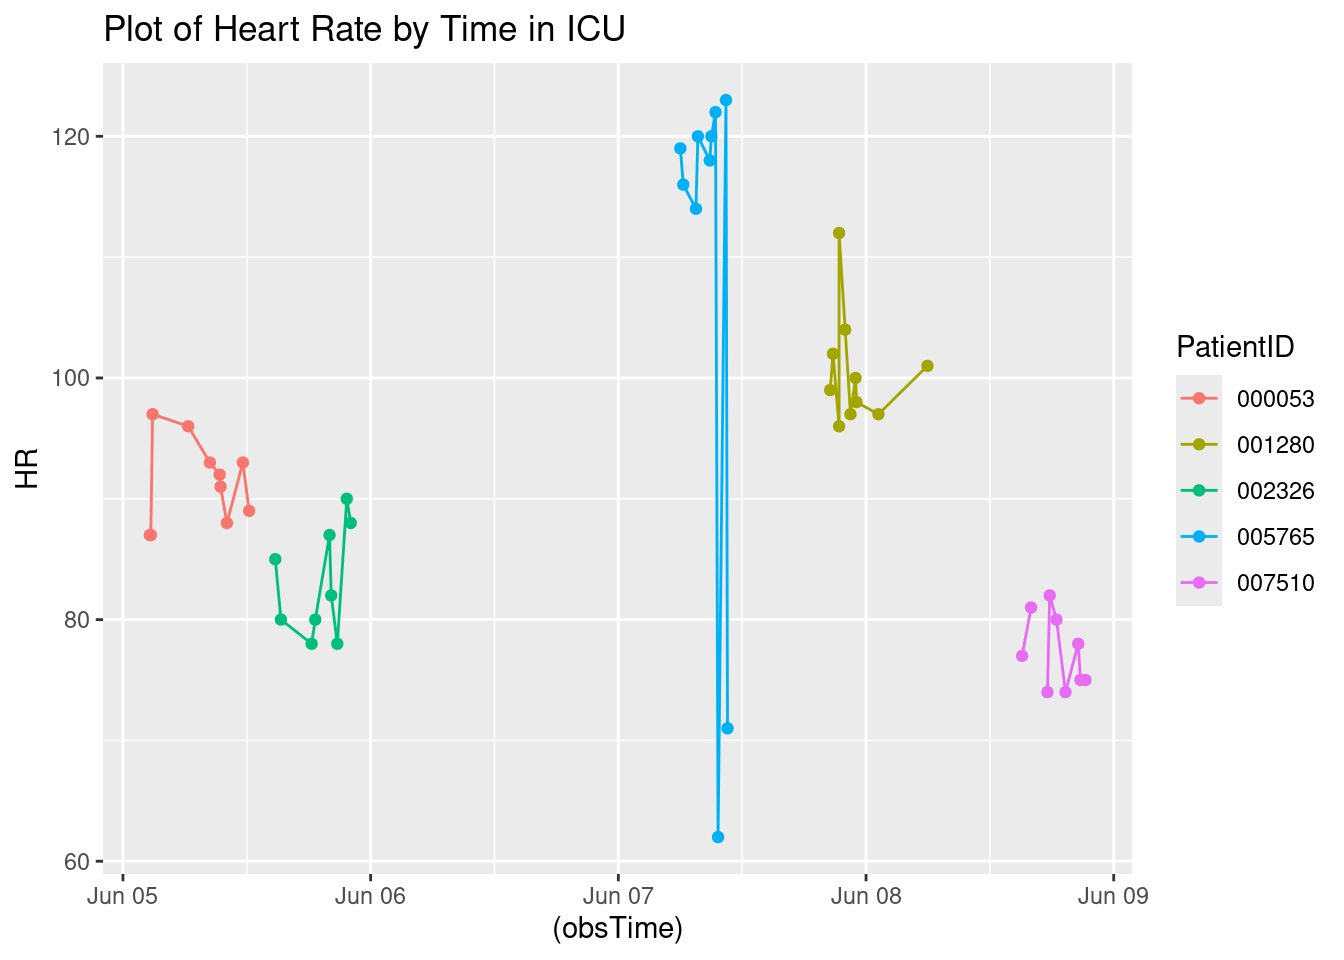 Plot of Heart Rate by Time in ICU
120
100
80
60
HR
Jun 05 Jun 06 Jun 07 Jun 08 Jun 09
(obsTime)
PatientID
000053
001280
002326
005765
007510